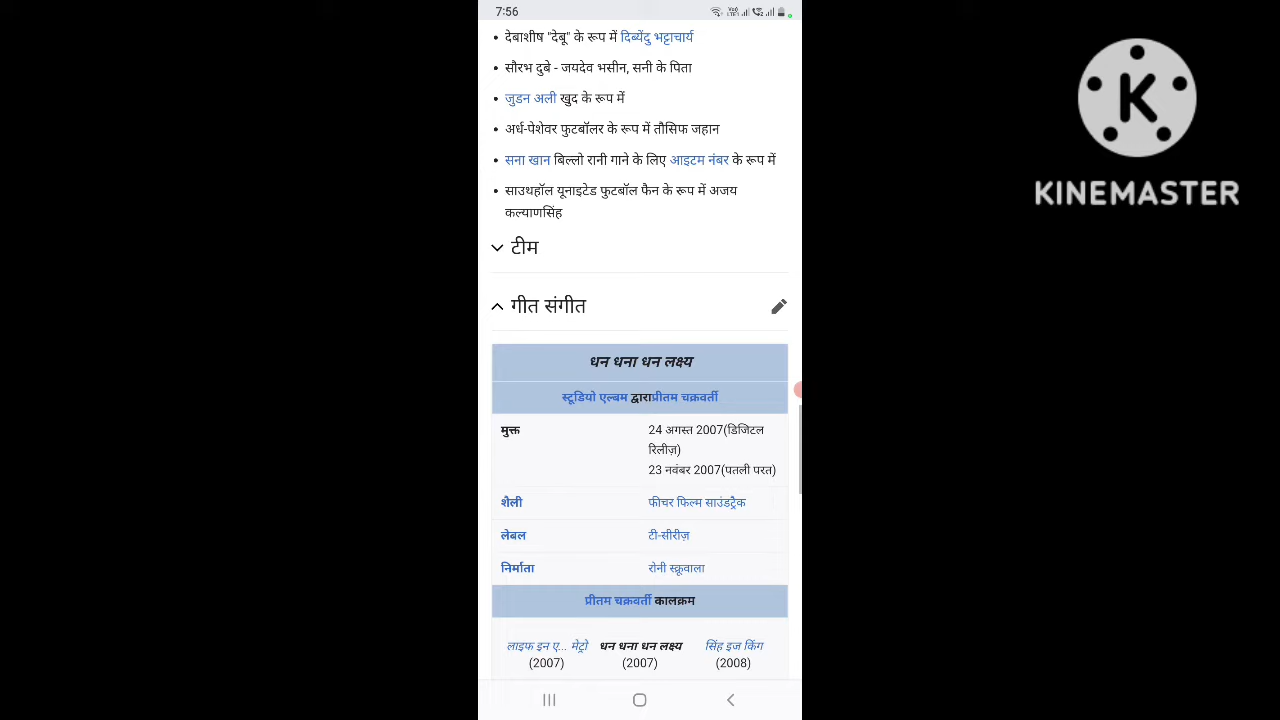 7:56
देबाशीष "देबू" के रूप में दिब्येंदु भट्टाचार्य
सौरभ दुबे - जयदेव भसीन, सनी के पिता
जुडन अली खुद के रूप में
अर्ध-पेशेवर फुटबॉलर के रूप में तौसिफ जहान
सना खान बिल्लो रानी गाने के लिए आइटम नंबर के रूप में
साउथहॉल यूनाइटेड फुटबॉल फैन के रूप में अजय
कल्याणसिंह
टीम
गीत संगीत
धन धना धन लक्ष्य
स्टूडियो एल्बम द्वाराप्रीतम चक्रवर्ती
मुक्त 24 अगस्त 2007(डिजिटल
रिलीज़)
23 नवंबर 2007(पतली परत)
शैली फीचर फिल्म साउंडट्रैक
लेबल टी-सीरीज़
निर्माता रोनी स्क्रूवाला
प्रीतम चक्रवर्ती कालक्रम
लाइफ इन ए... मेट्रो धन धना धन लक्ष्य सिंह इज किंग
(2007) (2007) (2008)
K
KINEMASTER